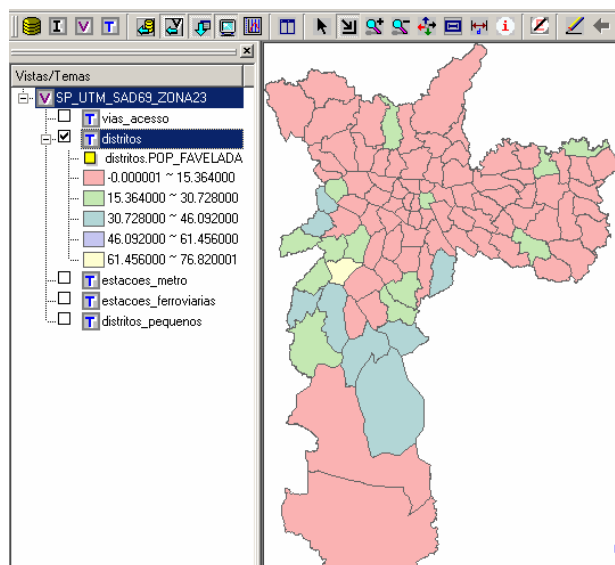 I V T
Vistas/Temas
V SP_UTM_SAD69_ZONA23
T vias_acesso
T distritos
distritos.POP_FAVELADA
-0.000001 ~ 15.364000
15.364000 ~ 30.728000
30.728000 ~ 46.092000
46.092000 ~ 61.456000
61.456000 ~ 76.820001
T estacoes_metro
T estacoes_ferroviarias
T distritos_pequenos